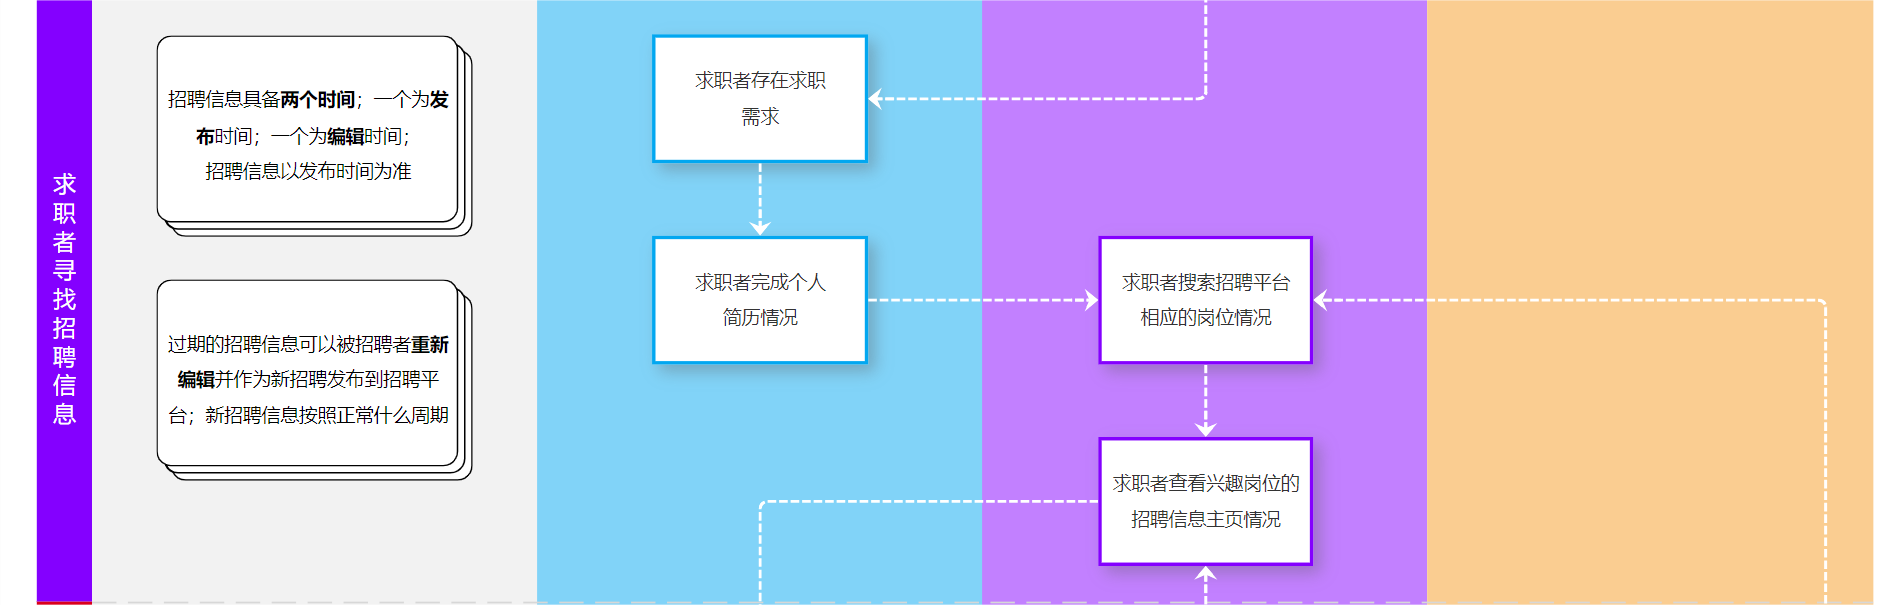 求职者寻找招聘信息
招聘信息具备两个时间；一个为发
布时间；一个为编辑时间；
招聘信息以发布时间为准
过期的招聘信息可以被招聘者重新
编辑并作为新招聘发布到招聘平
台；新招聘信息按照正常什么周期
求职者存在求职
需求
求职者完成个人
简历情况
求职者搜索招聘平台
相应的岗位情况
求职者查看兴趣岗位的
招聘信息主页情况